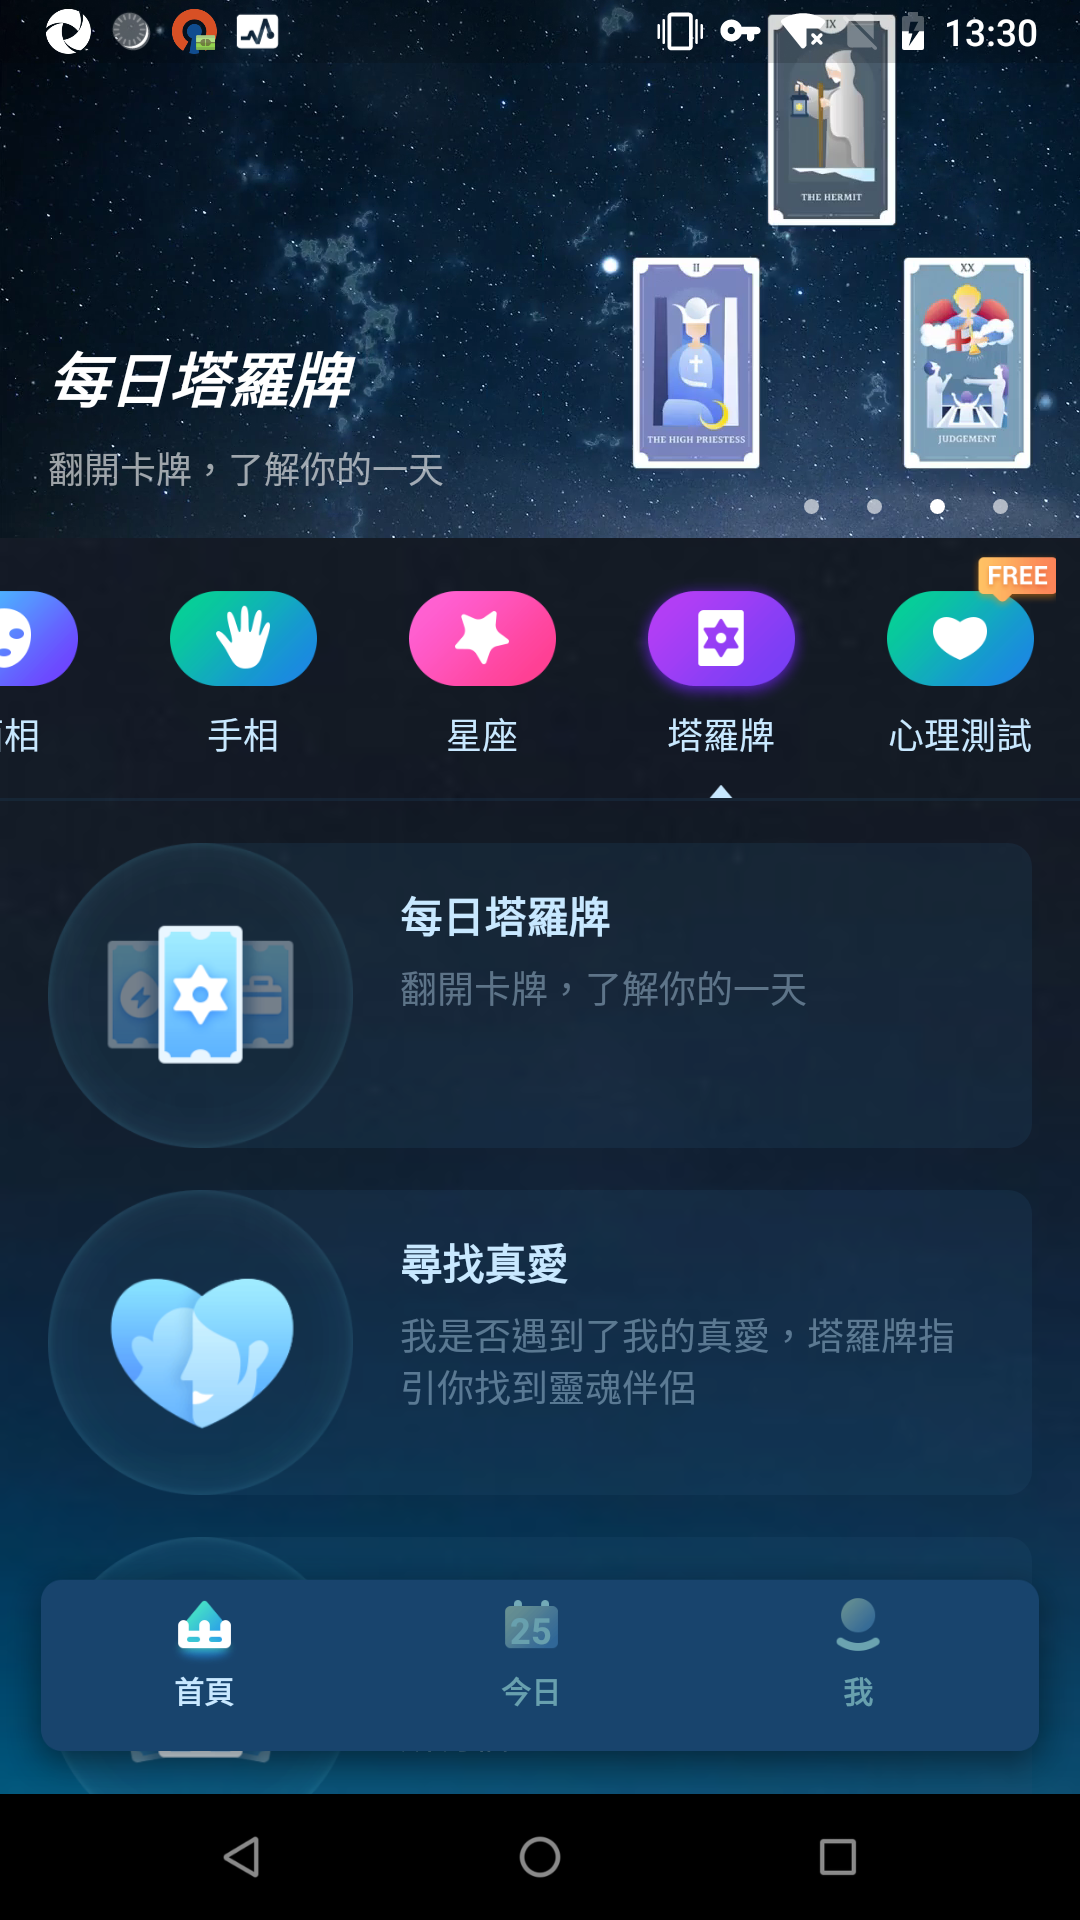 13:30
IX
THE HERMIT
II
THE HIGH PRIESTESS
XX
JUDGEMENT
每日塔羅牌
翻開卡牌，了解你的一天
FREE
相
手相
星座
塔羅牌
心理測試
每日塔羅牌
翻開卡牌，了解你的一天
尋找真愛
我是否遇到了我的真愛，塔羅牌指
引你找到靈魂伴侶
25
首頁
今日
我